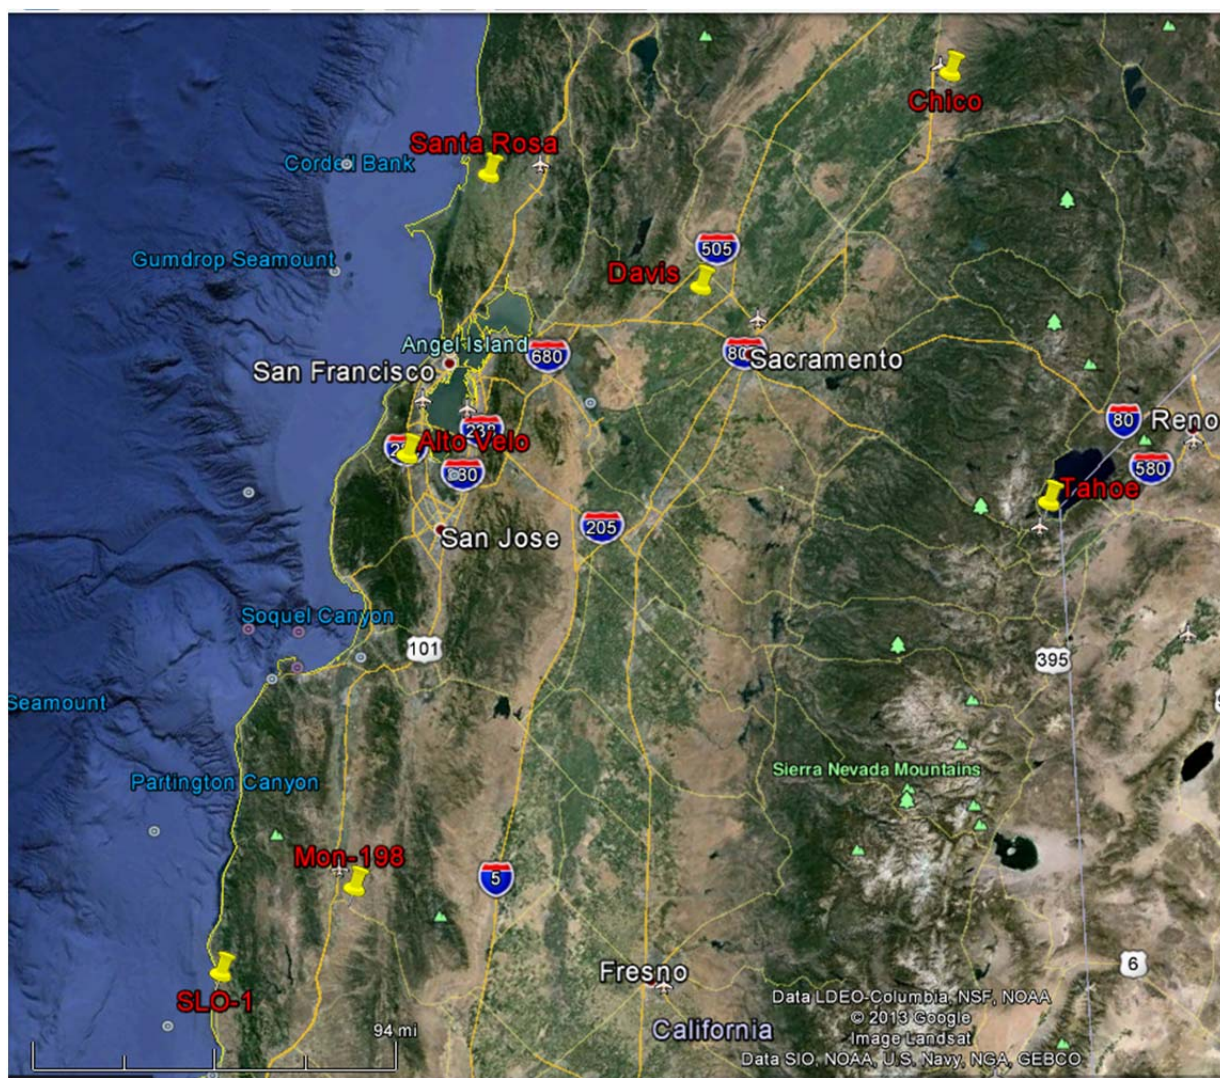 Chico
Santa Rosa
Cordell Bank
505
Gumdrop Seamount
Davis
Angel Island
680
San Francisco
Sacramento
80
Reno
Alto Velo
580
Tahoe
205
San Jose
Soquel Canyon
101
395
Seamount
Sierra Nevada Mountains
Partington Canyon
Mon-198
5
6
Fresno
SLO-1
Data LDEO-Columbia, NSF, NOAA
© 2013 Google
94 mi
California
Image Landsat
Data SIO, NOAA, U.S. Navy, NGA, GEBCO